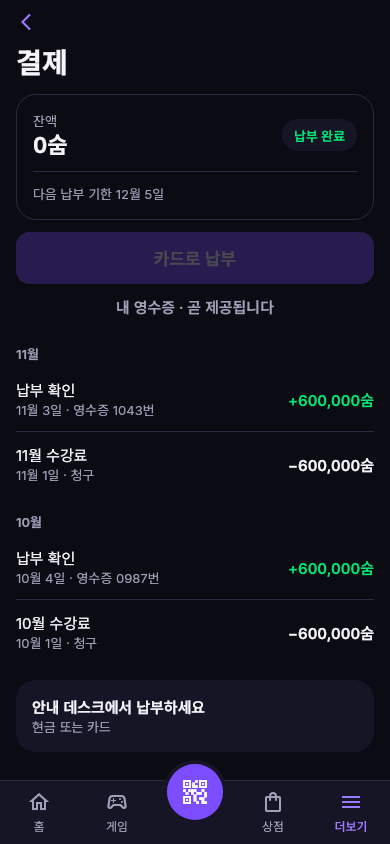 결제
잔액
0숨
납부 완료
다음 납부 기한 12월 5일
카드로 납부
내 영수증 · 곧 제공됩니다
11월
납부 확인
+600,000숨
11월 3일 · 영수증 1043번
11월 수강료
−600,000숨
11월 1일 · 청구
10월
납부 확인
+600,000숨
10월 4일 · 영수증 0987번
10월 수강료
−600,000숨
10월 1일 · 청구
안내 데스크에서 납부하세요
현금 또는 카드
홈
게임
상점
더보기